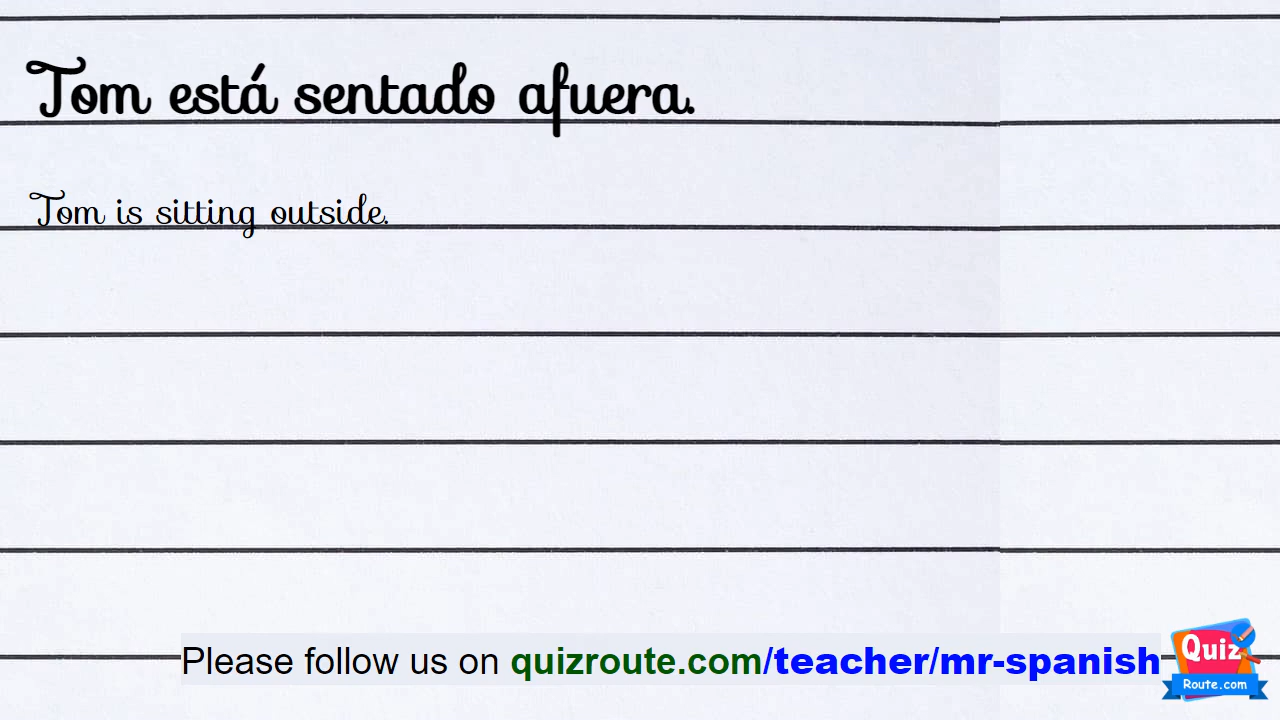 Tom está sentado afuera.
Tom is sitting outside.
Please follow us on quizroute.com/teacher/mr-spanish
Quiz
Route.com